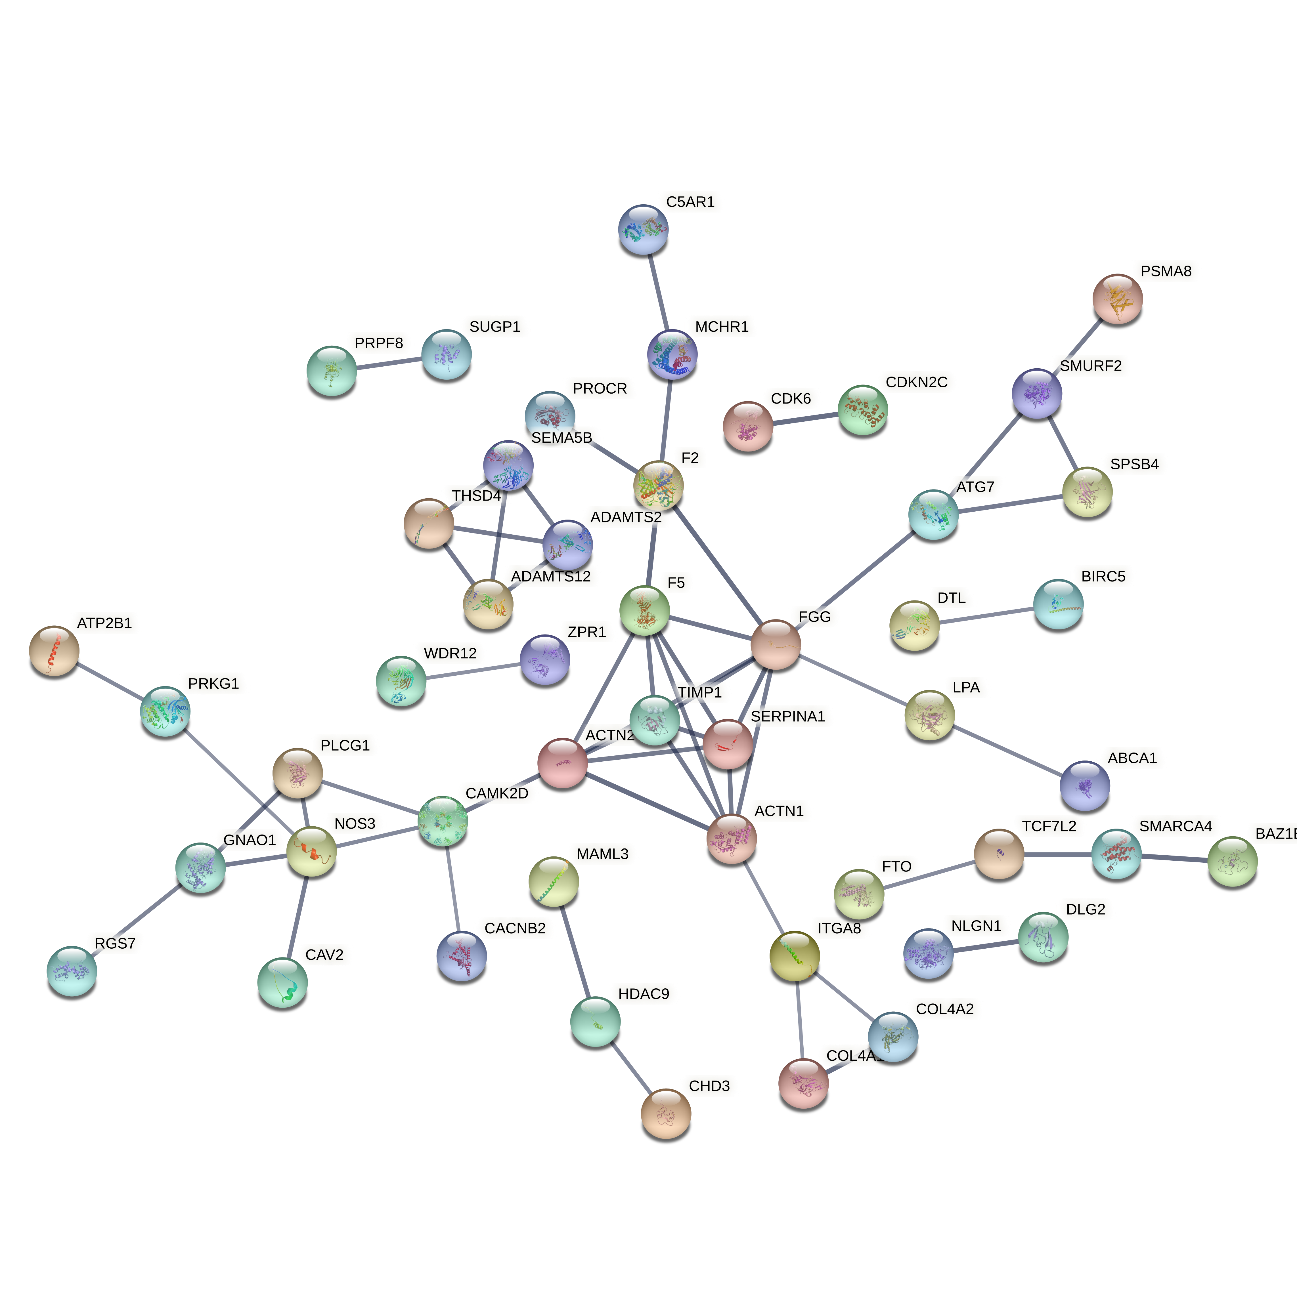 C5AR1
PSMA8
MCHR1
SUGP1
PRPF8
SMURF2
CDKN2C
PROCR
CDK6
SEMA5B
F2
SPSB4
ATG7
THSD4
ADAMTS2
ADAMTS12
BIRC5
F5
DTL
FGG
ATP2B1
ZPR1
WDR12
PRKG1
LPA
TIMP1
SERPINA1
ACTN2
PLCG1
ABCA1
CAMK2D
ACTN1
NOS3
TCF7L2
SMARCA4
BAZ1
GNAO1
MAML3
FTO
DLG2
NLGN1
ITGA8
CACNB2
RGS7
CAV2
HDAC9
COL4A2
COL4A
CHD3